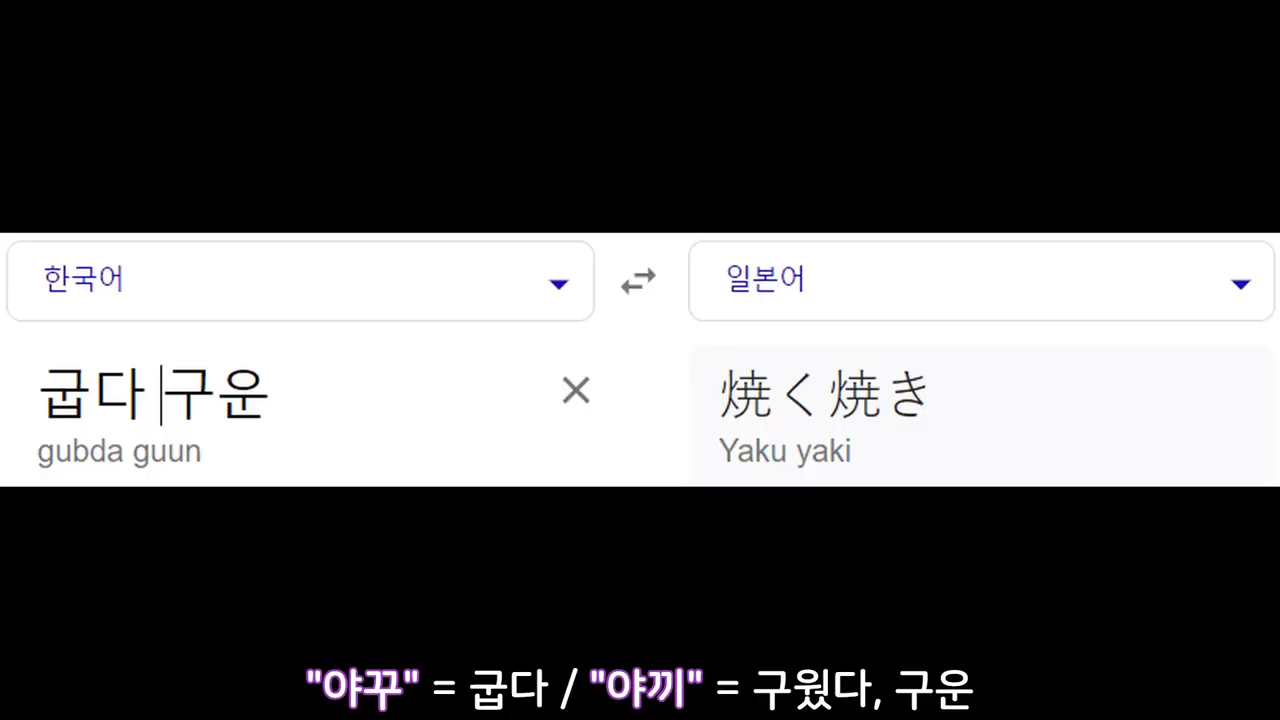 한국어 일본어
굽다 구운 焼く焼き
gubda guun Yaku yaki
"야꾸" = 굽다 / "야끼" = 구웠다, 구운